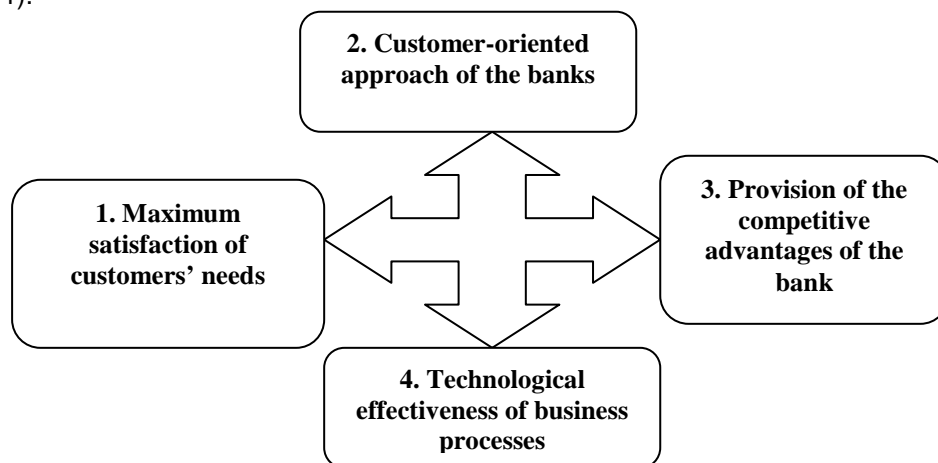 1).
2. Customer-oriented
approach of the banks
1. Maximum
satisfaction of
customers’ needs
3. Provision of the
competitive
advantages of the
bank
4. Technological
effectiveness of business
processes